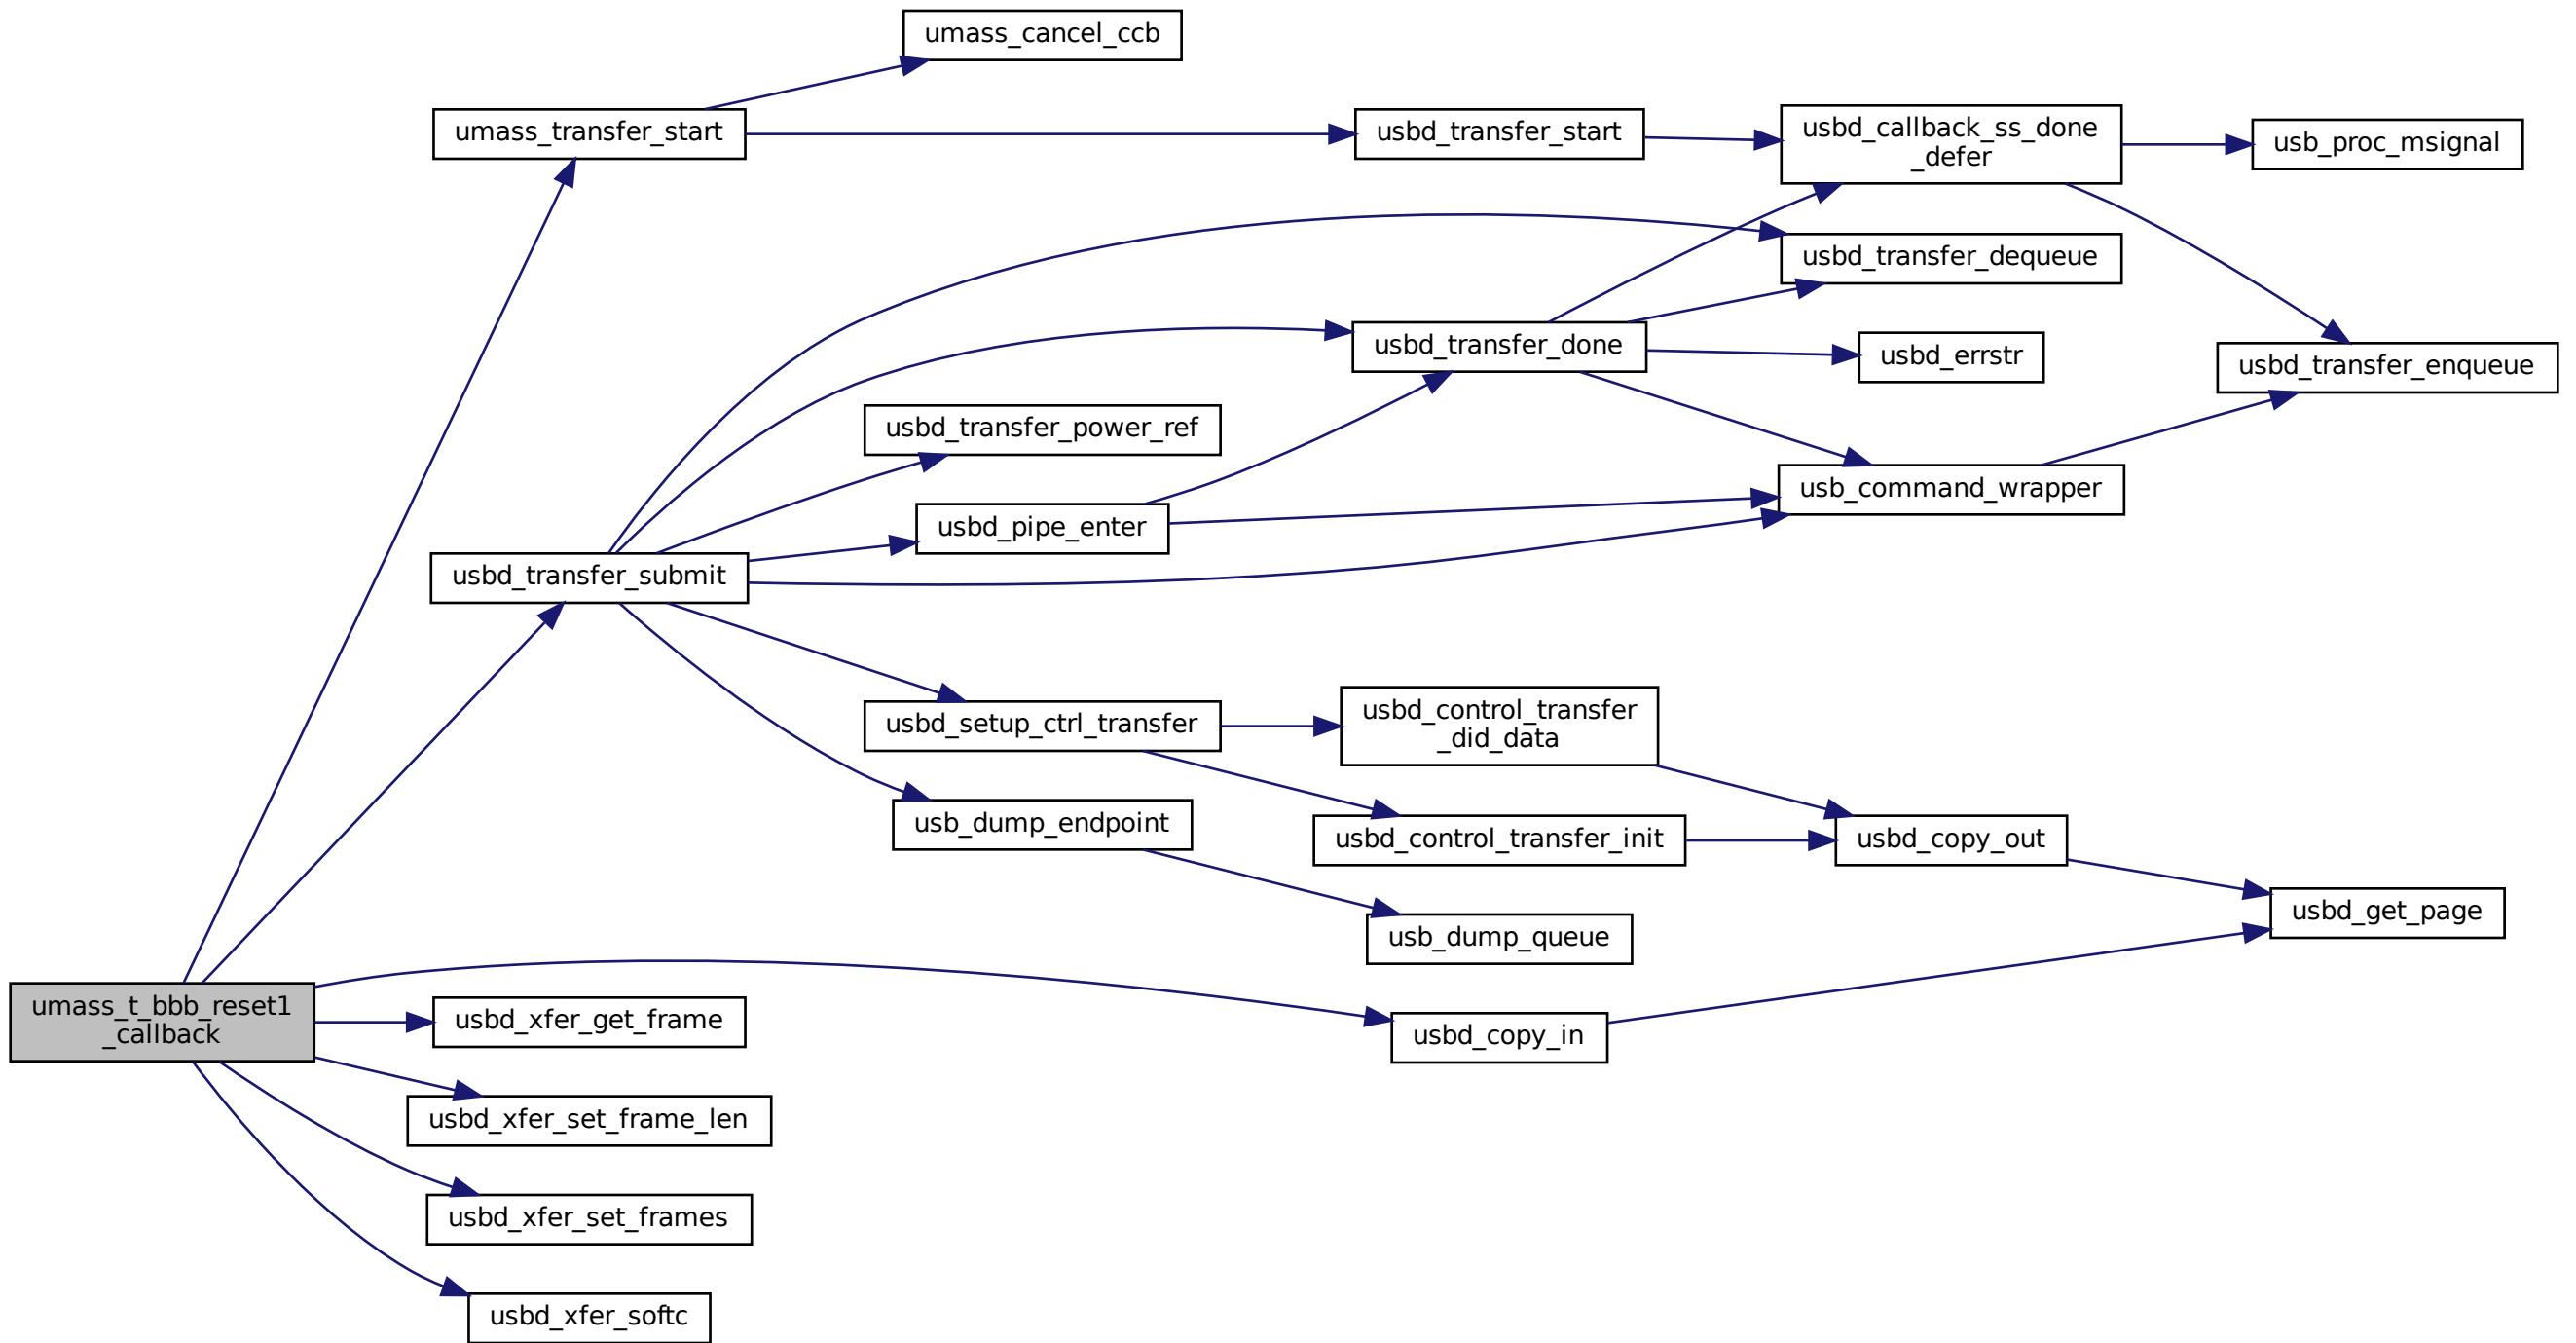 umass_cancel_ccb
umass_transfer_start
usbd_transfer_start
usbd_callback_ss_done
_defer
usb_proc_msignal
usbd_transfer_dequeue
usbd_transfer_done
usbd_errstr
usbd_transfer_enqueue
usbd_transfer_power_ref
usb_command_wrapper
usbd_pipe_enter
usbd_transfer_submit
usbd_setup_ctrl_transfer
usbd_control_transfer
_did_data
usb_dump_endpoint
usbd_control_transfer_init
usbd_copy_out
usbd_get_page
usb_dump_queue
umass_t_bbb_reset1
_callback
usbd_xfer_get_frame
usbd_copy_in
usbd_xfer_set_frame_len
usbd_xfer_set_frames
usbd_xfer_softc